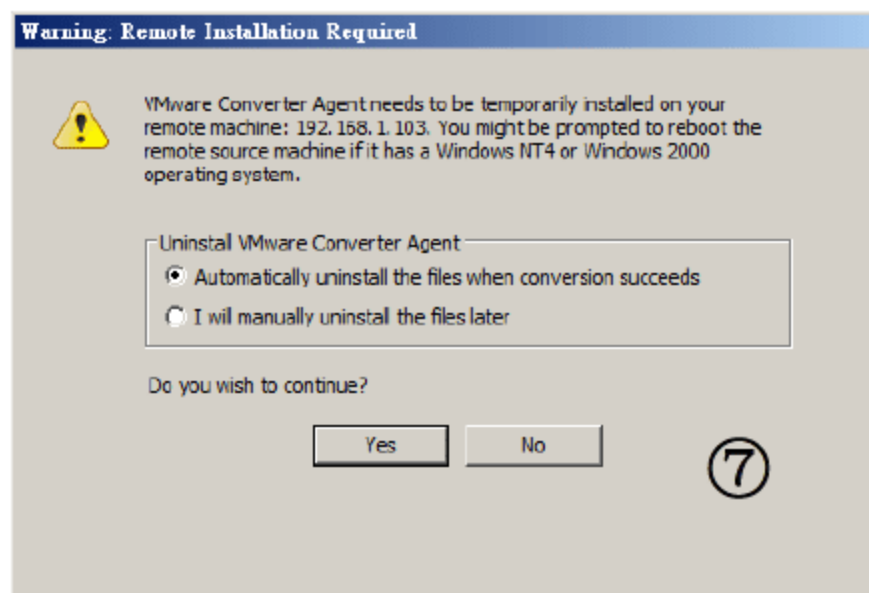 Warning: Remote Installation Required
VMware Converter Agent needs to be temporarily installed on your
remote machine: 192.168.1.103. You might be prompted to reboot the
remote source machine if it has a Windows NT4 or Windows 2000
operating system.
Uninstall VMware Converter Agent
Automatically uninstall the files when conversion succeeds
I will manually uninstall the files later
Do you wish to continue?
Yes No
⑦